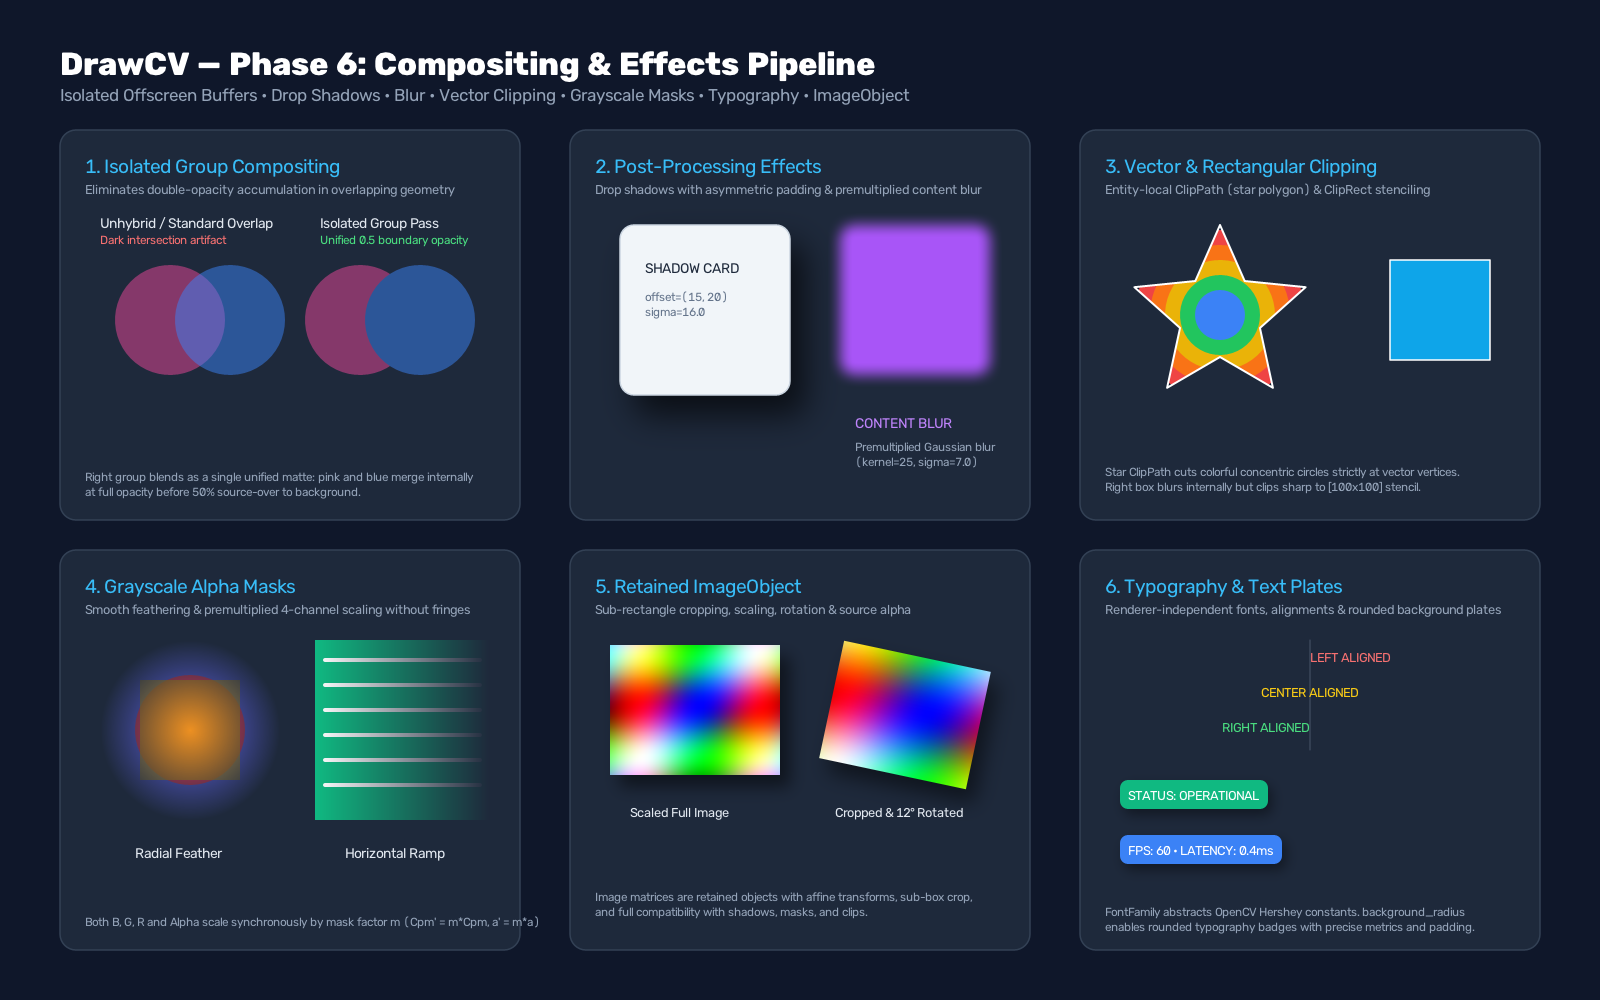 DrawCV — Phase 6: Compositing & Effects Pipeline
Isolated Offscreen Buffers • Drop Shadows • Blur • Vector Clipping • Grayscale Masks • Typography • ImageObject
1. Isolated Group Compositing
Eliminates double-opacity accumulation in overlapping geometry
Unhybrid / Standard Overlap
Dark intersection artifact
Isolated Group Pass
Unified 0.5 boundary opacity
Right group blends as a single unified matte: pink and blue merge internally
at full opacity before 50% source-over to background.
2. Post-Processing Effects
Drop shadows with asymmetric padding & premultiplied content blur
SHADOW CARD
offset=(15, 20)
sigma=16.0
CONTENT BLUR
Premultiplied Gaussian blur
(kernel=25, sigma=7.0)
3. Vector & Rectangular Clipping
Entity-local ClipPath (star polygon) & ClipRect stenciling
Star ClipPath cuts colorful concentric circles strictly at vector vertices.
Right box blurs internally but clips sharp to [100x100] stencil.
4. Grayscale Alpha Masks
Smooth feathering & premultiplied 4-channel scaling without fringes
Radial Feather
Horizontal Ramp
Both B, G, R and Alpha scale synchronously by mask factor m (Cpm' = m*Cpm, a' = m*a)
5. Retained ImageObject
Sub-rectangle cropping, scaling, rotation & source alpha
Scaled Full Image
Cropped & 12° Rotated
Image matrices are retained objects with affine transforms, sub-box crop,
and full compatibility with shadows, masks, and clips.
6. Typography & Text Plates
Renderer-independent fonts, alignments & rounded background plates
LEFT ALIGNED
CENTER ALIGNED
RIGHT ALIGNED
STATUS: OPERATIONAL
FPS: 60 • LATENCY: 0.4ms
FontFamily abstracts OpenCV Hershey constants. background_radius
enables rounded typography badges with precise metrics and padding.